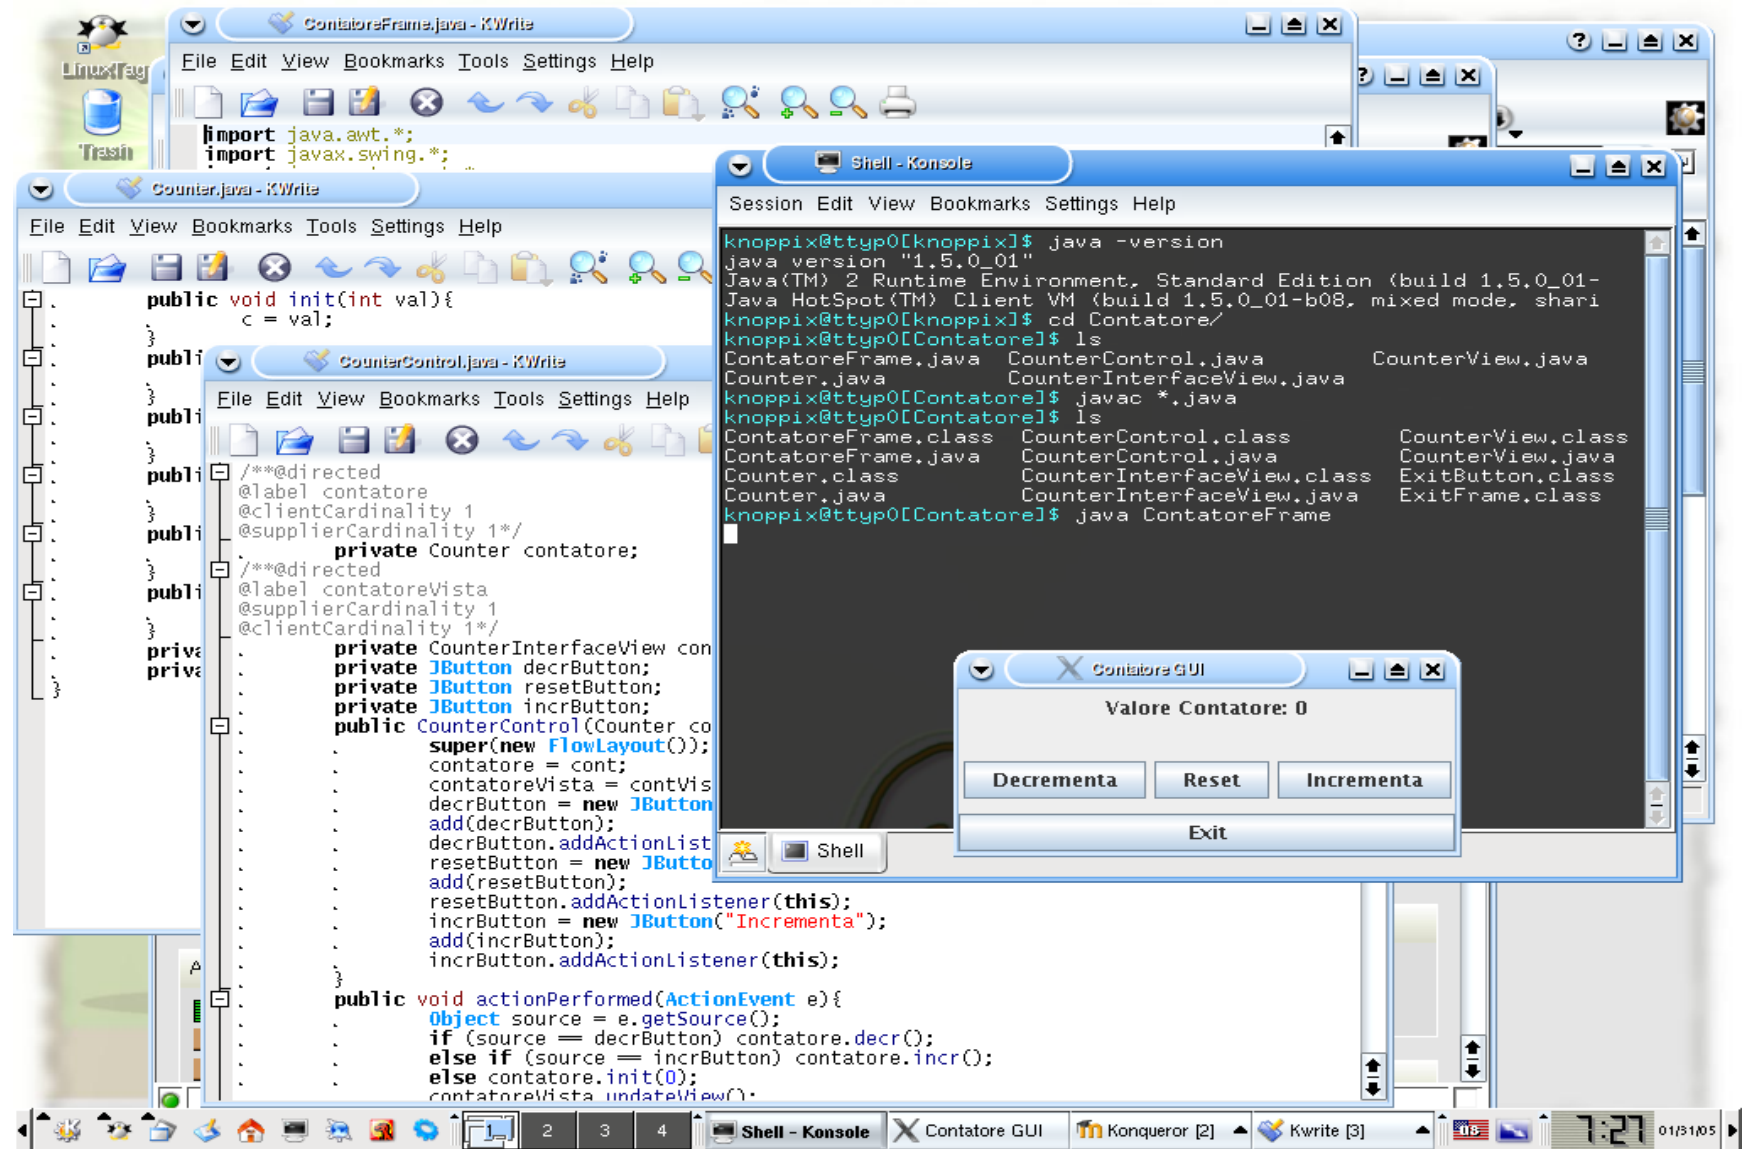 LinuxTag
Trash
ContatoreFrame.java - KWrite
File Edit View Bookmarks Tools Settings Help
import java.awt.*;
import javax.swing.*;
Counter.java - KWrite
File Edit View Bookmarks Tools Settings Help
public void init(int val){
c = val;
}
publi
}
publi
}
publi
}
publi
}
publi
}
priva
priva
}
CounterControl.java - KWrite
File Edit View Bookmarks Tools Settings Help
/**@directed
@label contatore
@clientCardinality 1
@supplierCardinality 1*/
private Counter contatore;
/**@directed
@label contatoreVista
@supplierCardinality 1
@clientCardinality 1*/
private CounterInterfaceView con
private JButton decrButton;
private JButton resetButton;
private JButton incrButton;
public CounterControl(Counter co
super(new FlowLayout());
contatore = cont;
contatoreVista = contVis
decrButton = new JButton
add(decrButton);
decrButton.addActionList
resetButton = new JButto
add(resetButton);
resetButton.addActionListener(this);
incrButton = new JButton("Incrementa");
add(incrButton);
incrButton.addActionListener(this);
}
public void actionPerformed(ActionEvent e){
Object source = e.getSource();
if (source == decrButton) contatore.decr();
else if (source == incrButton) contatore.incr();
else contatore.init(0);
contatoreVista.updateView();
Shell - Konsole
Session Edit View Bookmarks Settings Help
knoppix@ttyp0[knoppix]$ java -version
java version "1.5.0_01"
Java(TM) 2 Runtime Environment, Standard Edition (build 1.5.0_01-
Java HotSpot(TM) Client VM (build 1.5.0_01-b08, mixed mode, shari
knoppix@ttyp0[knoppix]$ cd Contatore/
knoppix@ttyp0[Contatore]$ ls
ContatoreFrame.java CounterControl.java CounterView.java
Counter.java CounterInterfaceView.java
knoppix@ttyp0[Contatore]$ javac *.java
knoppix@ttyp0[Contatore]$ ls
ContatoreFrame.class CounterControl.class CounterView.class
ContatoreFrame.java CounterControl.java CounterView.java
Counter.class CounterInterfaceView.class ExitButton.class
Counter.java CounterInterfaceView.java ExitFrame.class
knoppix@ttyp0[Contatore]$ java ContatoreFrame
Shell
Contatore GUI
Valore Contatore: 0
Decrementa Reset Incrementa
Exit
A
1 2 3 4 Shell - Konsole Contatore GUI Konqueror [2] Kwrite [3] US 7:27 01/31/05